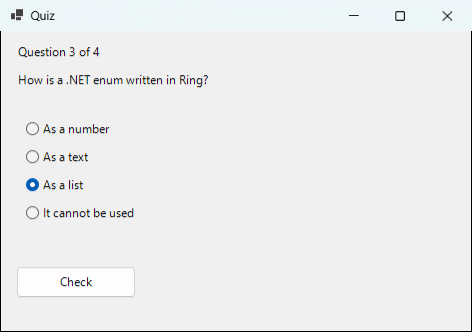 Quiz
Question 3 of 4
How is a .NET enum written in Ring?
As a number
As a text
As a list
It cannot be used
Check